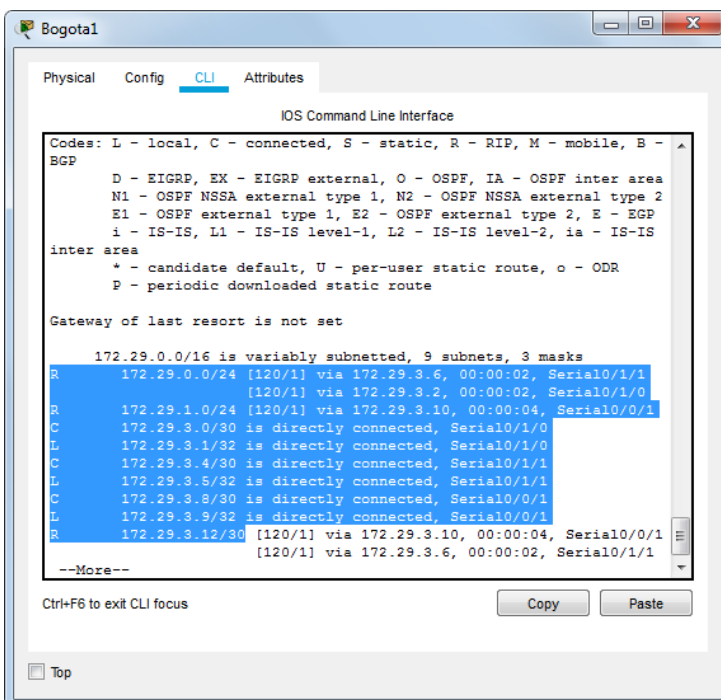 Bogota1
Physical Config CLI Attributes
IOS Command Line Interface
Codes: L - local, C - connected, S - static, R - RIP, M - mobile, B -
BGP
D - EIGRP, EX - EIGRP external, O - OSPF, IA - OSPF inter area
N1 - OSPF NSSA external type 1, N2 - OSPF NSSA external type 2
E1 - OSPF external type 1, E2 - OSPF external type 2, E - EGP
i - IS-IS, L1 - IS-IS level-1, L2 - IS-IS level-2, ia - IS-IS
inter area
* - candidate default, U - per-user static route, o - ODR
P - periodic downloaded static route
Gateway of last resort is not set
172.29.0.0/16 is variably subnetted, 9 subnets, 3 masks
R 172.29.0.0/24 [120/1] via 172.29.3.6, 00:00:02, Serial0/1/1
[120/1] via 172.29.3.2, 00:00:02, Serial0/1/0
R 172.29.1.0/24 [120/1] via 172.29.3.10, 00:00:04, Serial0/0/1
C 172.29.3.0/30 is directly connected, Serial0/1/0
L 172.29.3.1/32 is directly connected, Serial0/1/0
C 172.29.3.4/30 is directly connected, Serial0/1/1
L 172.29.3.5/32 is directly connected, Serial0/1/1
C 172.29.3.8/30 is directly connected, Serial0/0/1
L 172.29.3.9/32 is directly connected, Serial0/0/1
R 172.29.3.12/30 [120/1] via 172.29.3.10, 00:00:04, Serial0/0/1
[120/1] via 172.29.3.6, 00:00:02, Serial0/1/1
--More--
Ctrl+F6 to exit CLI focus
Copy Paste
Top